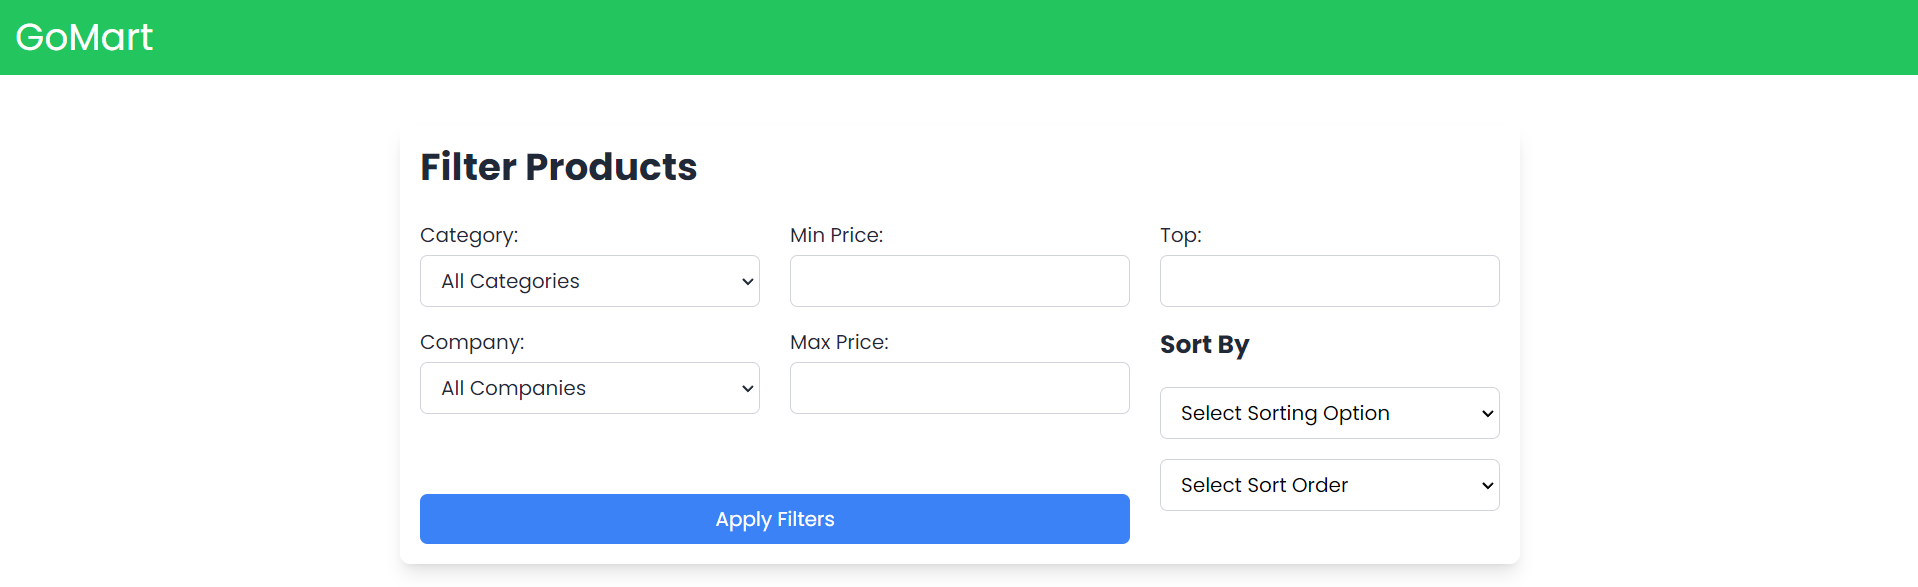 GoMart
Filter Products
Category:
All Categories
Company:
All Companies
Min Price:
Max Price:
Top:
Sort By
Select Sorting Option
Select Sort Order
Apply Filters